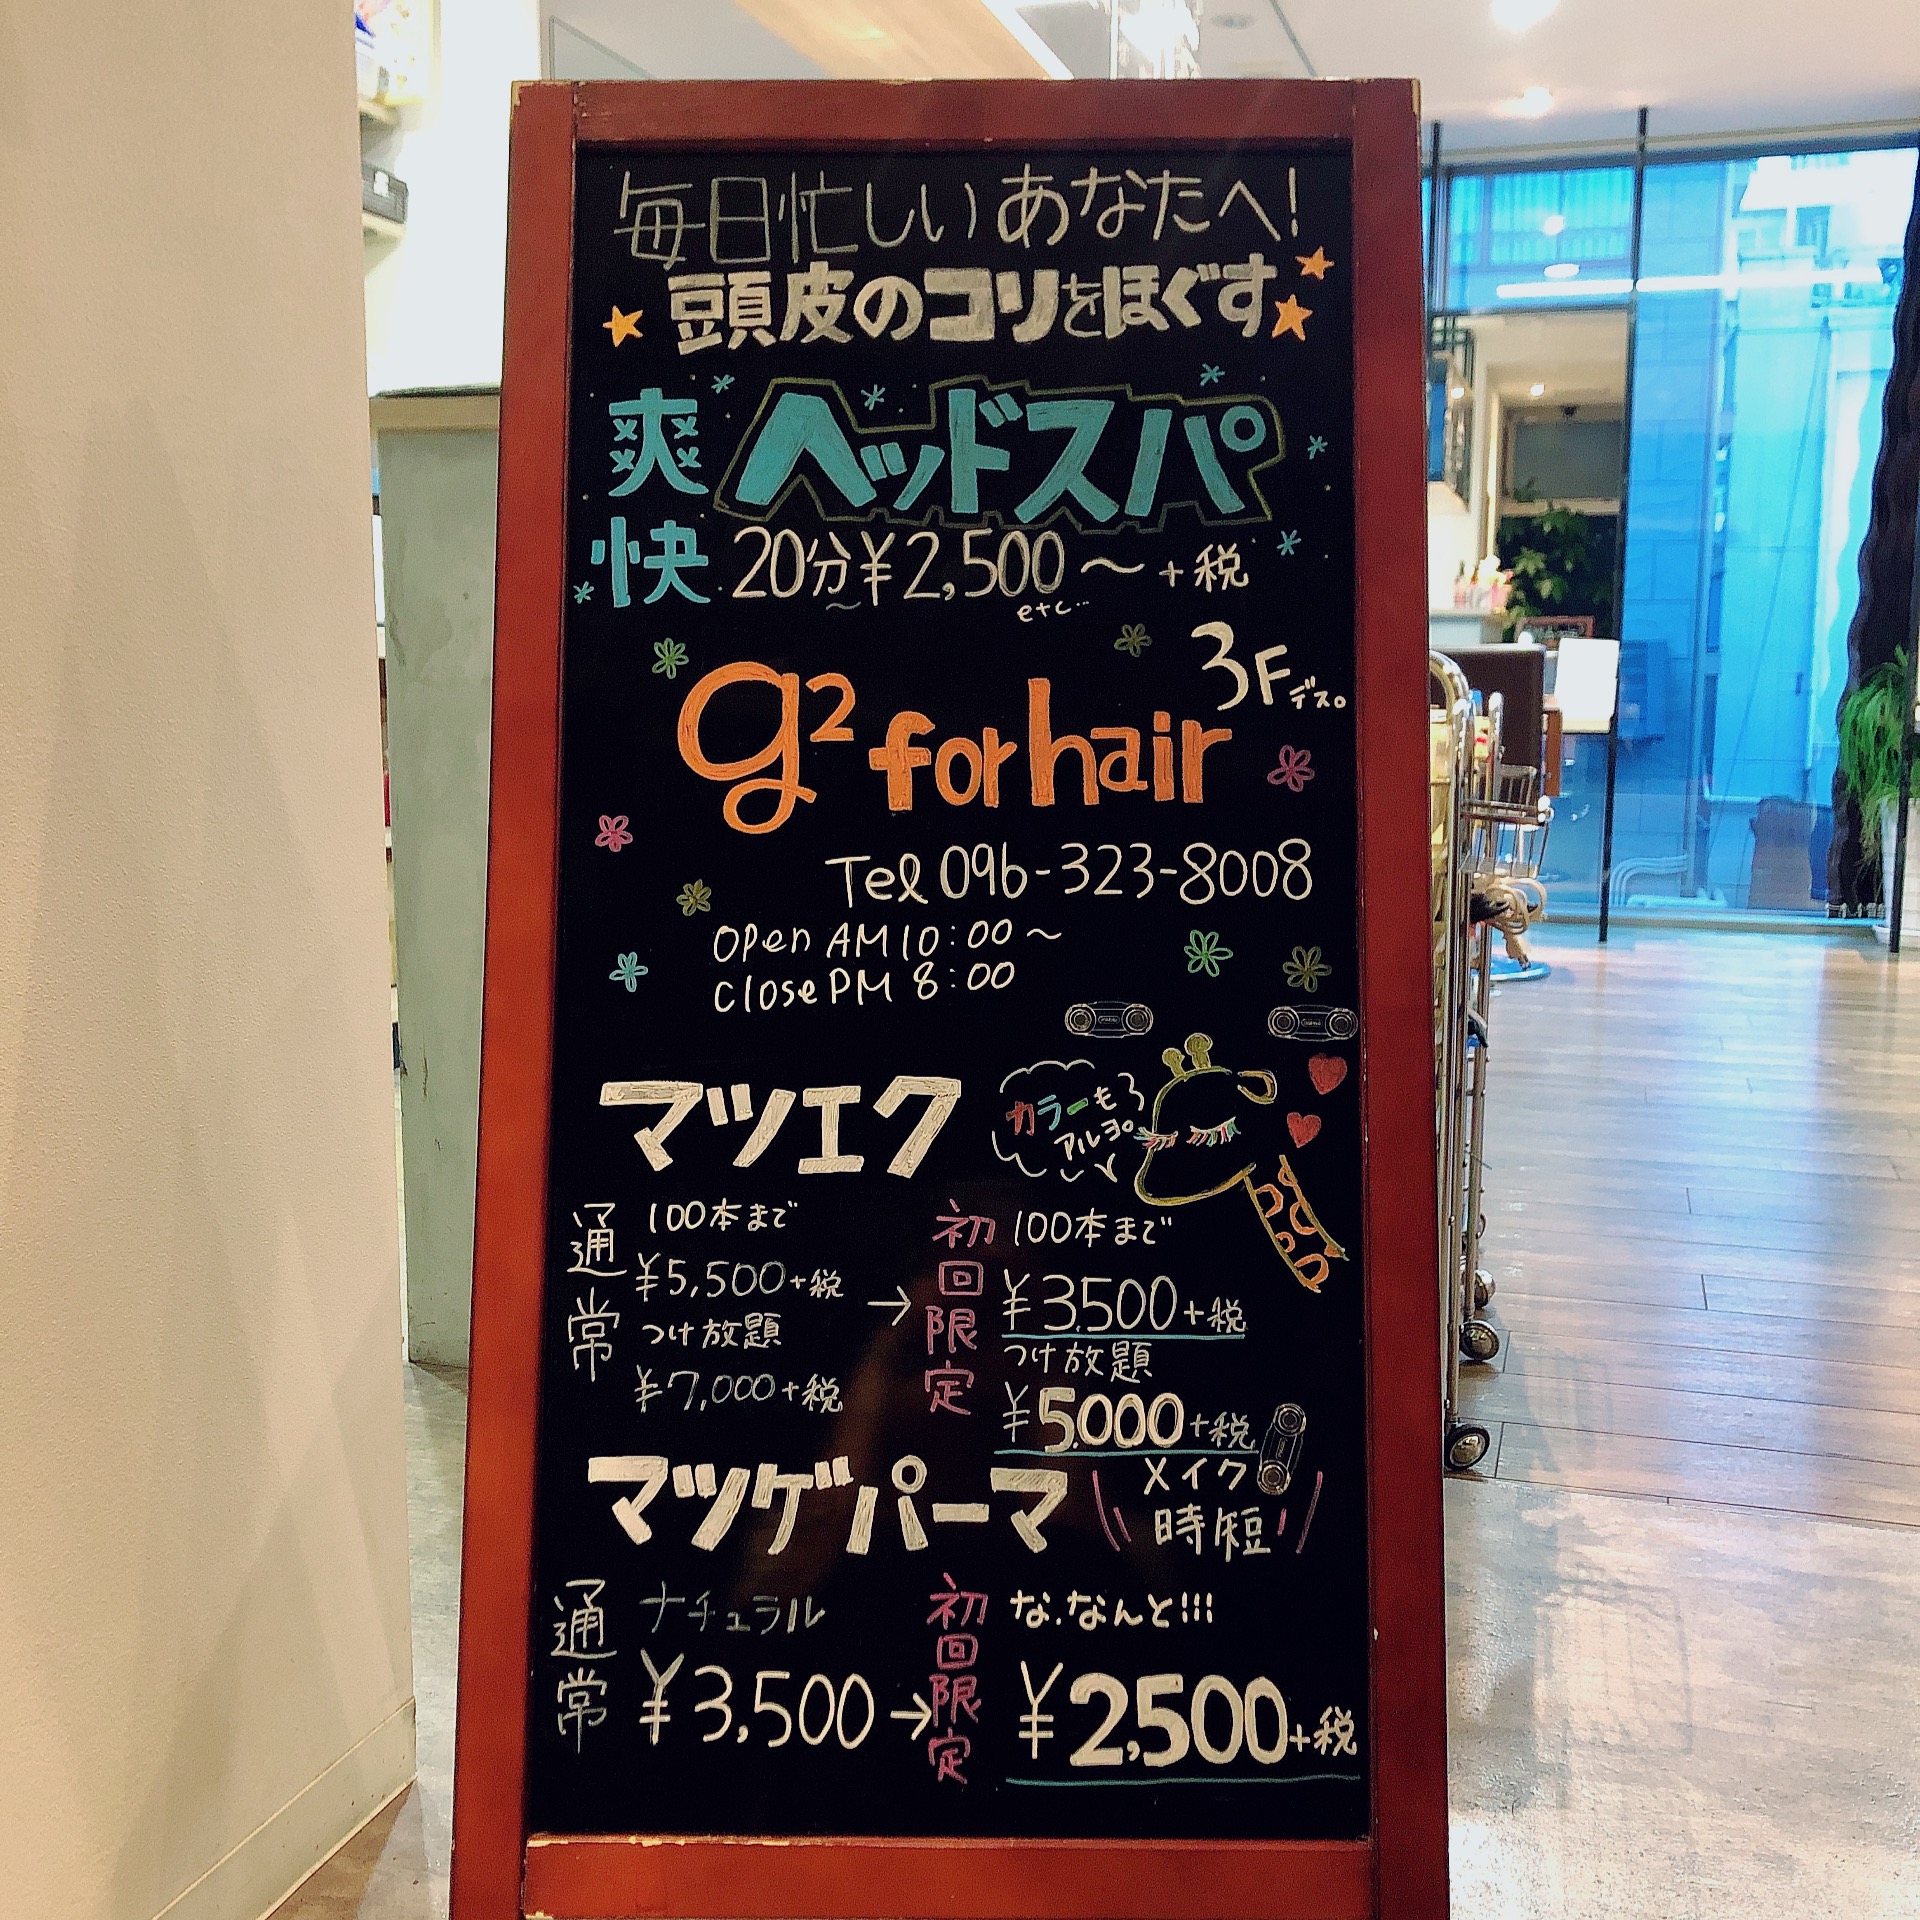 毎日忙しいあなたへ!
頭皮のコリをほぐす
爽快 ヘッドスパ
20分~¥2,500~+税
etc…
3Fデス。
g² for hair
Tel 096-323-8008
open AM10:00~
close PM 8:00
マツエク
カラーも
アルヨ。
通常
100本まで
¥5,500+税
つけ放題
¥7,000+税
→
初回限定
100本まで
¥3,500+税
つけ放題
¥5,000+税
マツゲパーマ
メイク
時短
通常
ナチュラル
¥3,500
→
初回限定
な.なんと!!!
¥2,500+税